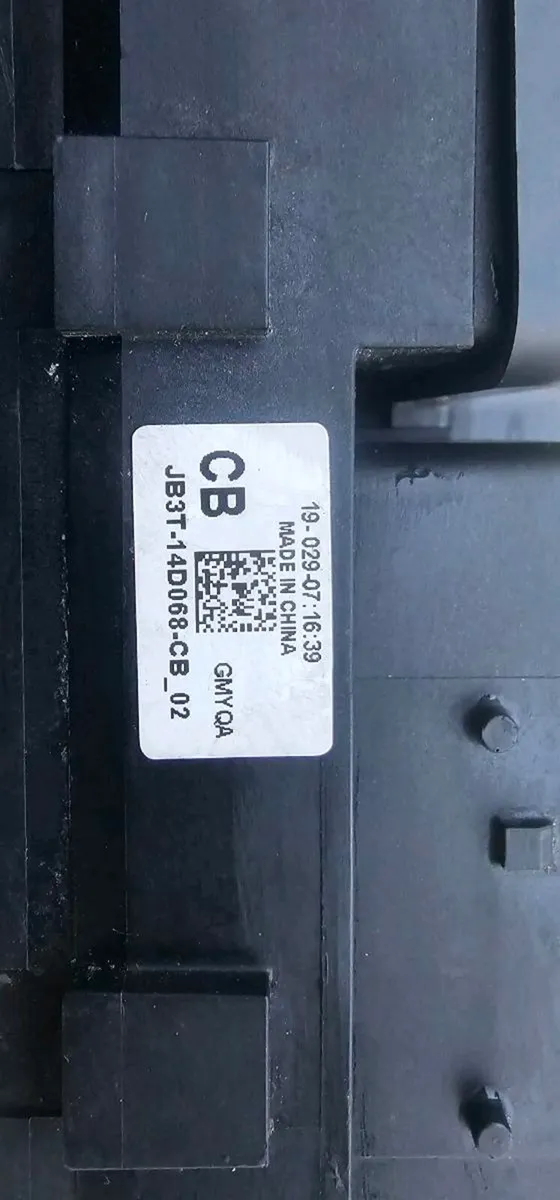 19- 029-07:16:39
MADE IN CHINA
CB
GMYQA
JB3T-14D068-CB_02